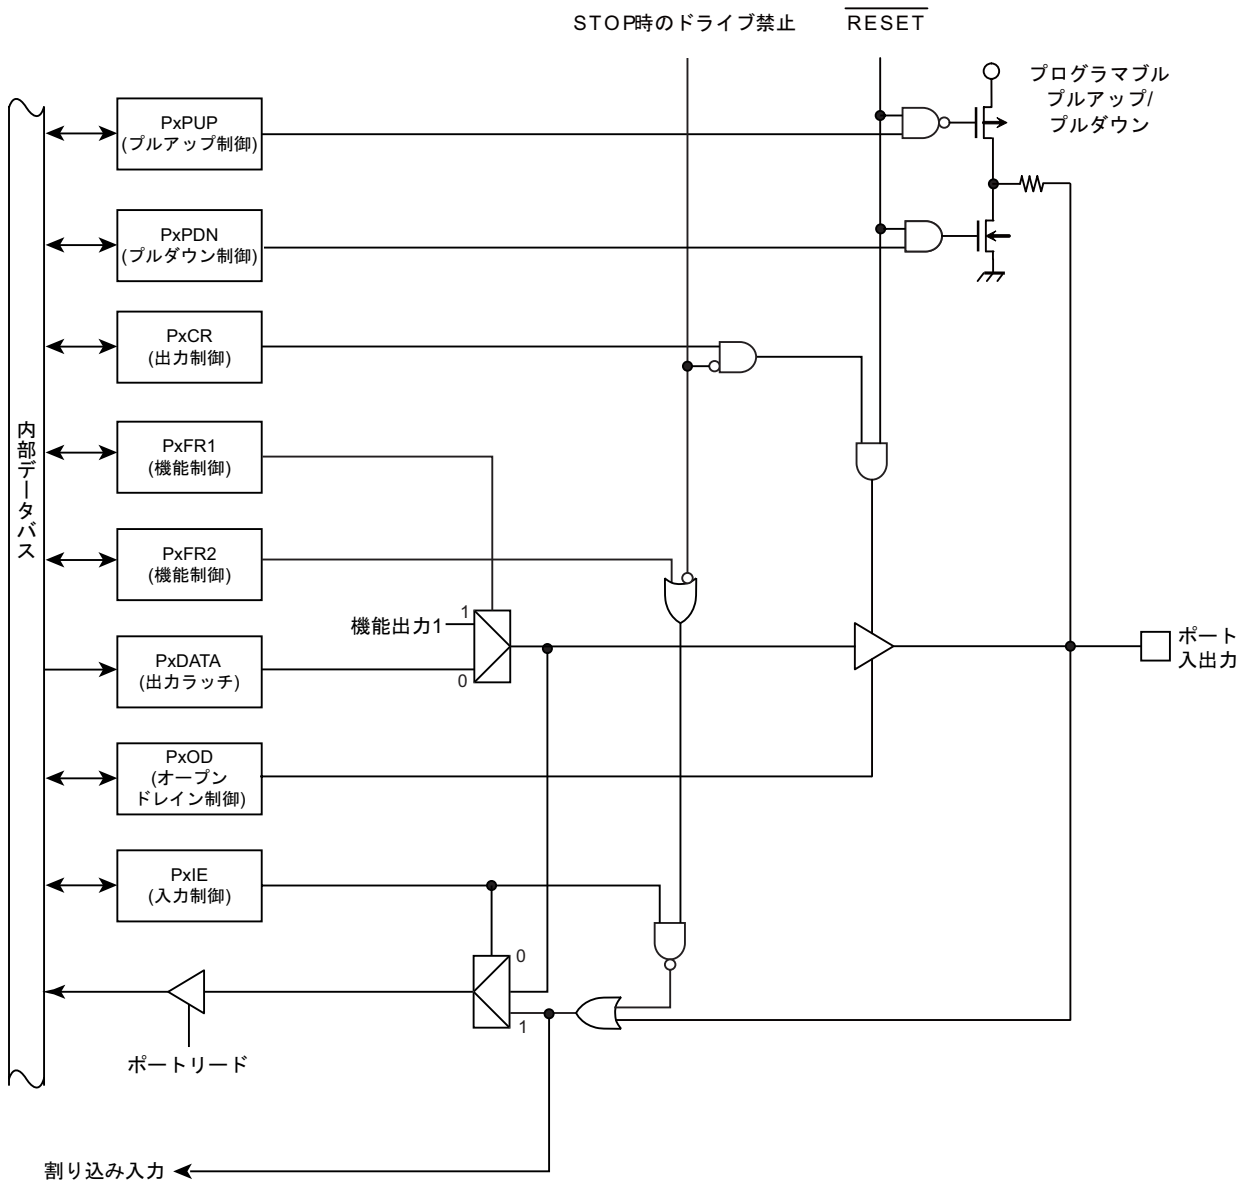 STOP時のドライブ禁止
RESET
プログラマブル
プルアップ/
プルダウン
PxPUP
(プルアップ制御)
PxPDN
(プルダウン制御)
PxCR
(出力制御)
内部データバス
PxFR1
(機能制御)
PxFR2
(機能制御)
機能出力1
1
0
PxDATA
(出力ラッチ)
ポート
入出力
PxOD
(オープン
ドレイン制御)
PxIE
(入力制御)
0
1
ポートリード
割り込み入力